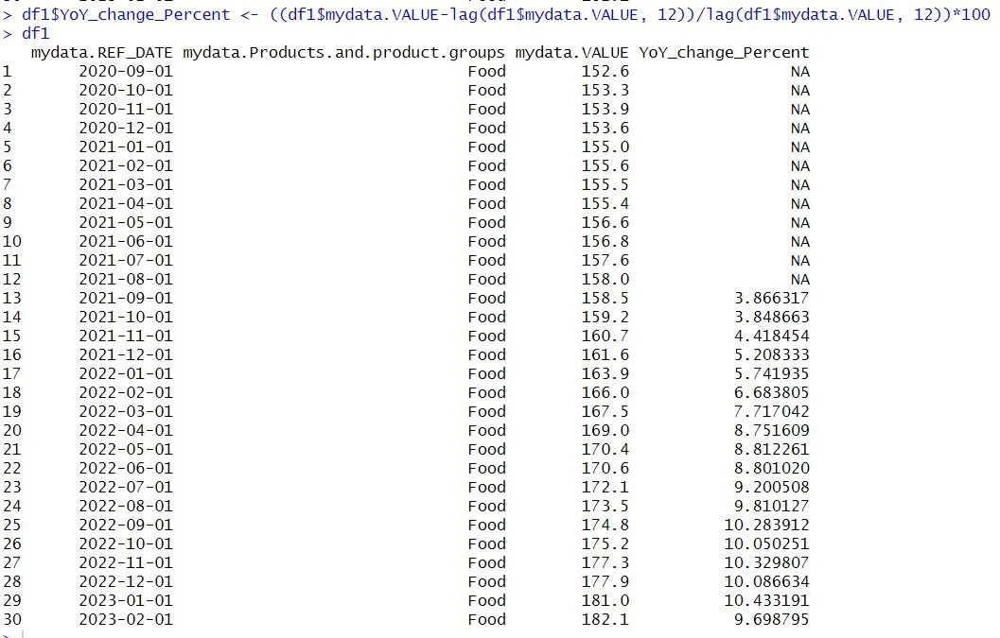 > df1$YoY_change_Percent <- ((df1$mydata.VALUE-lag(df1$mydata.VALUE, 12))/lag(df1$mydata.VALUE, 12))*100
> df1
mydata.REF_DATE mydata.Products.and.product.groups mydata.VALUE YoY_change_Percent
1 2020-09-01 Food 152.6 NA
2 2020-10-01 Food 153.3 NA
3 2020-11-01 Food 153.9 NA
4 2020-12-01 Food 153.6 NA
5 2021-01-01 Food 155.0 NA
6 2021-02-01 Food 155.6 NA
7 2021-03-01 Food 155.5 NA
8 2021-04-01 Food 155.4 NA
9 2021-05-01 Food 156.6 NA
10 2021-06-01 Food 156.8 NA
11 2021-07-01 Food 157.6 NA
12 2021-08-01 Food 158.0 NA
13 2021-09-01 Food 158.5 3.866317
14 2021-10-01 Food 159.2 3.848663
15 2021-11-01 Food 160.7 4.418454
16 2021-12-01 Food 161.6 5.208333
17 2022-01-01 Food 163.9 5.741935
18 2022-02-01 Food 166.0 6.683805
19 2022-03-01 Food 167.5 7.717042
20 2022-04-01 Food 169.0 8.751609
21 2022-05-01 Food 170.4 8.812261
22 2022-06-01 Food 170.6 8.801020
23 2022-07-01 Food 172.1 9.200508
24 2022-08-01 Food 173.5 9.810127
25 2022-09-01 Food 174.8 10.283912
26 2022-10-01 Food 175.2 10.050251
27 2022-11-01 Food 177.3 10.329807
28 2022-12-01 Food 177.9 10.086634
29 2023-01-01 Food 181.0 10.433191
30 2023-02-01 Food 182.1 9.698795